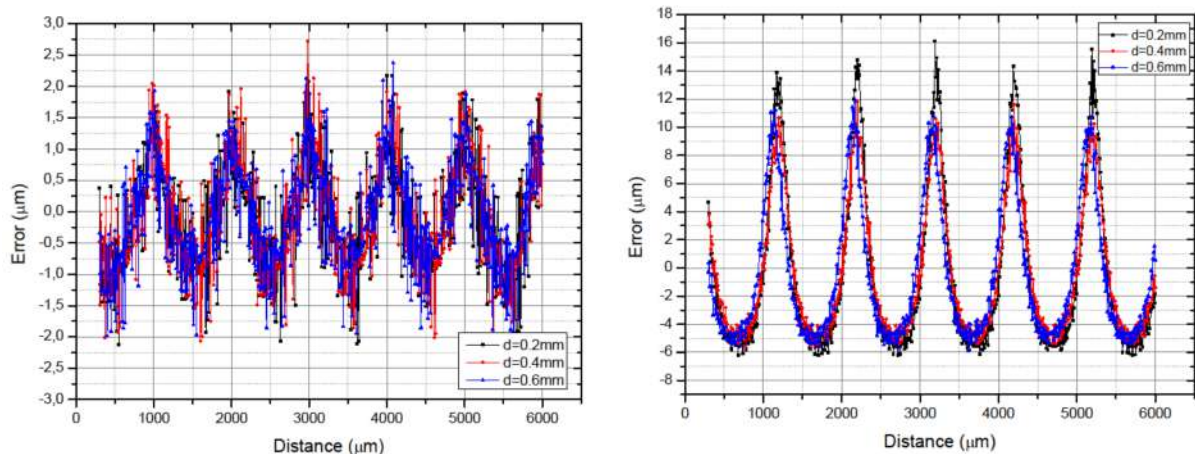 3,0
2,5
2,0
1,5
1,0
0,5
0,0
-0,5
-1,0
-1,5
-2,0
-2,5
-3,0
Error (μm)
d=0.2mm
d=0.4mm
d=0.6mm
0 1000 2000 3000 4000 5000 6000
Distance (μm)
18
16
14
12
10
8
6
4
2
0
-2
-4
-6
-8
Error (μm)
d=0.2mm
d=0.4mm
d=0.6mm
0 1000 2000 3000 4000 5000 6000
Distance (μm)